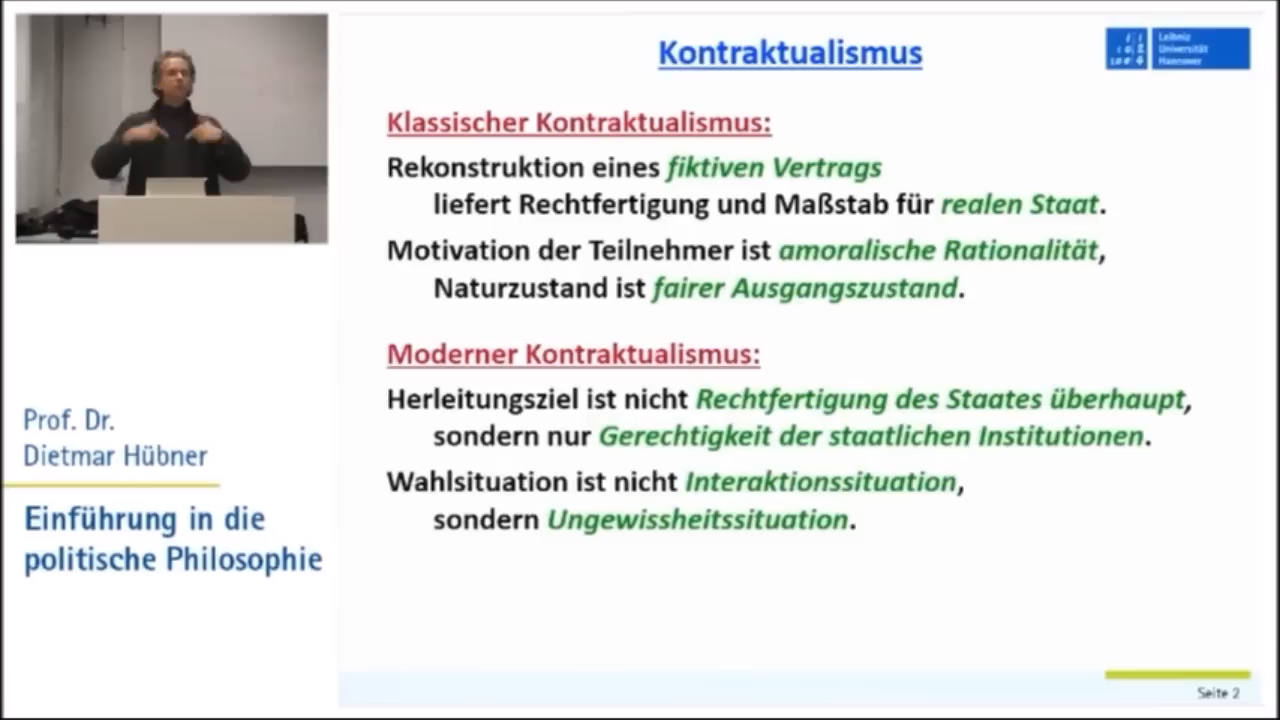 Kontraktualismus
Leibniz
Universität
Hannover
Klassischer Kontraktualismus:
Rekonstruktion eines fiktiven Vertrags
liefert Rechtfertigung und Maßstab für realen Staat.
Motivation der Teilnehmer ist amoralische Rationalität,
Naturzustand ist fairer Ausgangszustand.
Moderner Kontraktualismus:
Herleitungsziel ist nicht Rechtfertigung des Staates überhaupt,
sondern nur Gerechtigkeit der staatlichen Institutionen.
Wahlsituation ist nicht Interaktionssituation,
sondern Ungewissheitssituation.
Prof. Dr.
Dietmar Hübner
Einführung in die
politische Philosophie
Seite 2